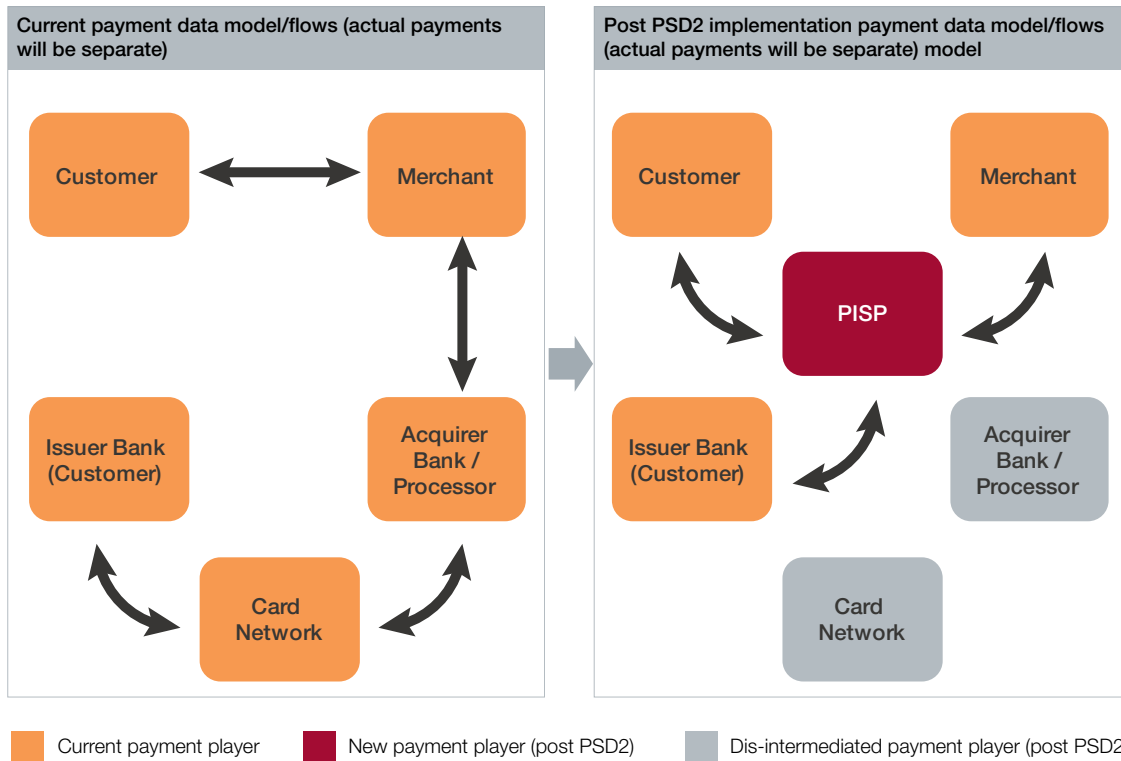 Current payment data model/flows (actual payments
will be separate)
Post PSD2 implementation payment data model/flows
(actual payments will be separate) model
Customer
Merchant
Issuer Bank
(Customer)
Acquirer
Bank /
Processor
Card
Network
Customer
Merchant
PISP
Issuer Bank
(Customer)
Acquirer
Bank /
Processor
Card
Network
Current payment player
New payment player (post PSD2)
Dis-intermediated payment player (post PSD2